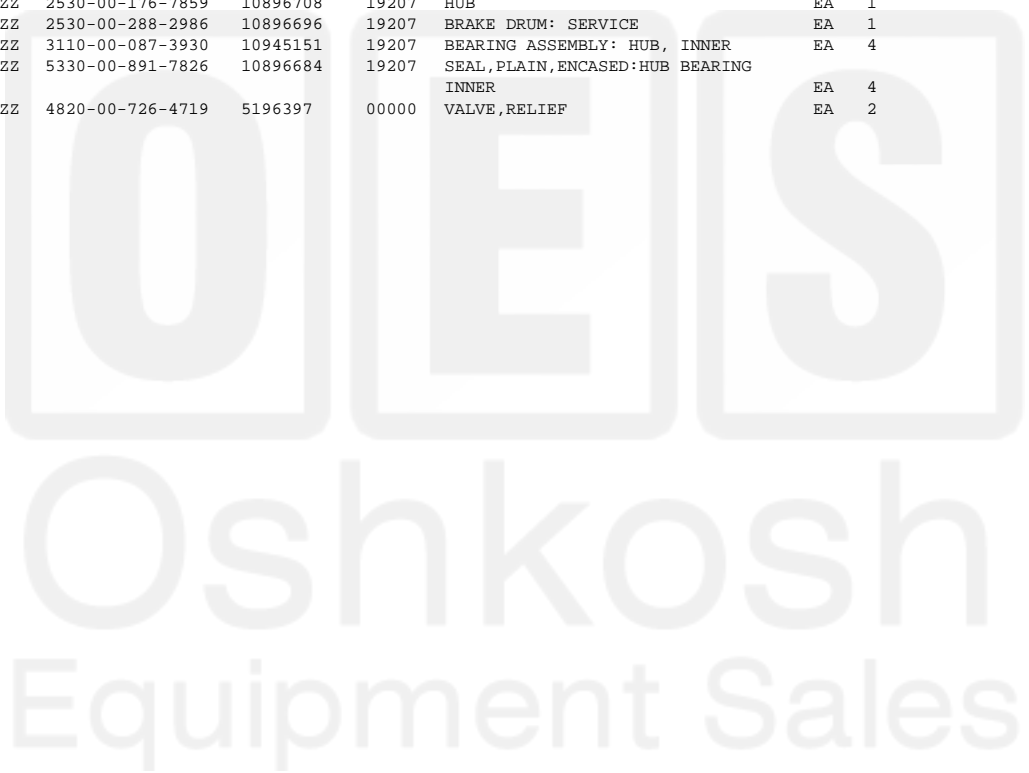 ZZ 2530-00-176-7859 10896708 19207 HUB EA 1
ZZ 2530-00-288-2986 10896696 19207 BRAKE DRUM: SERVICE EA 1
ZZ 3110-00-087-3930 10945151 19207 BEARING ASSEMBLY: HUB, INNER EA 4
ZZ 5330-00-891-7826 10896684 19207 SEAL,PLAIN,ENCASED:HUB BEARING
INNER EA 4
ZZ 4820-00-726-4719 5196397 00000 VALVE,RELIEF EA 2
OES
Oshkosh
Equipment Sales